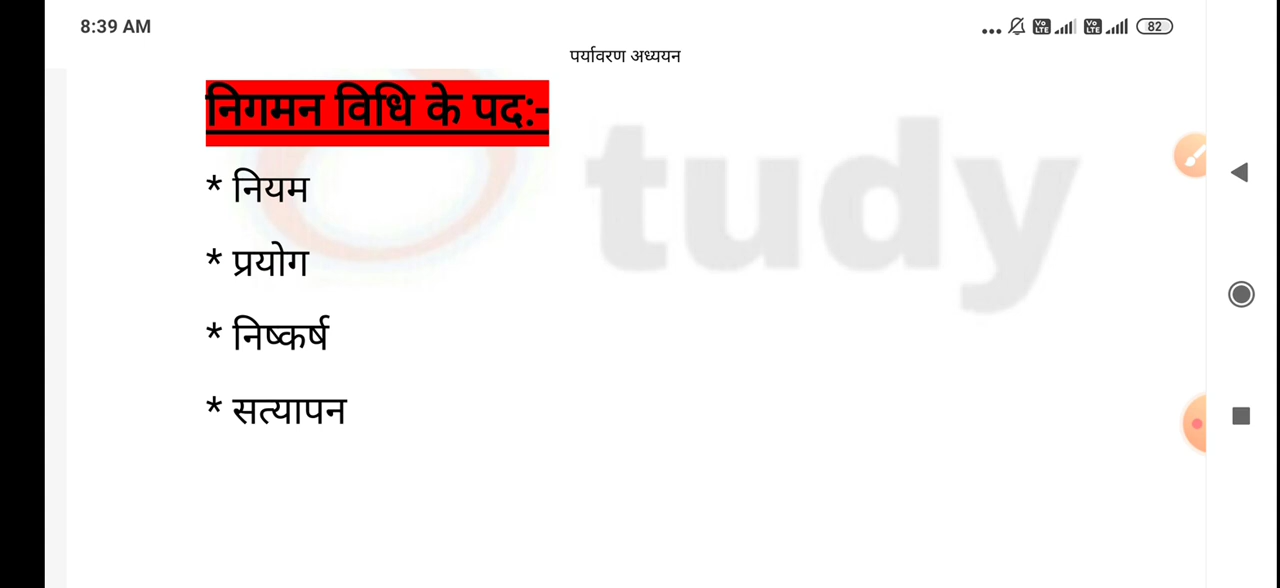 8:39 AM
82
पर्यावरण अध्ययन
निगमन विधि के पद:-
tudy
* नियम
* प्रयोग
* निष्कर्ष
* सत्यापन